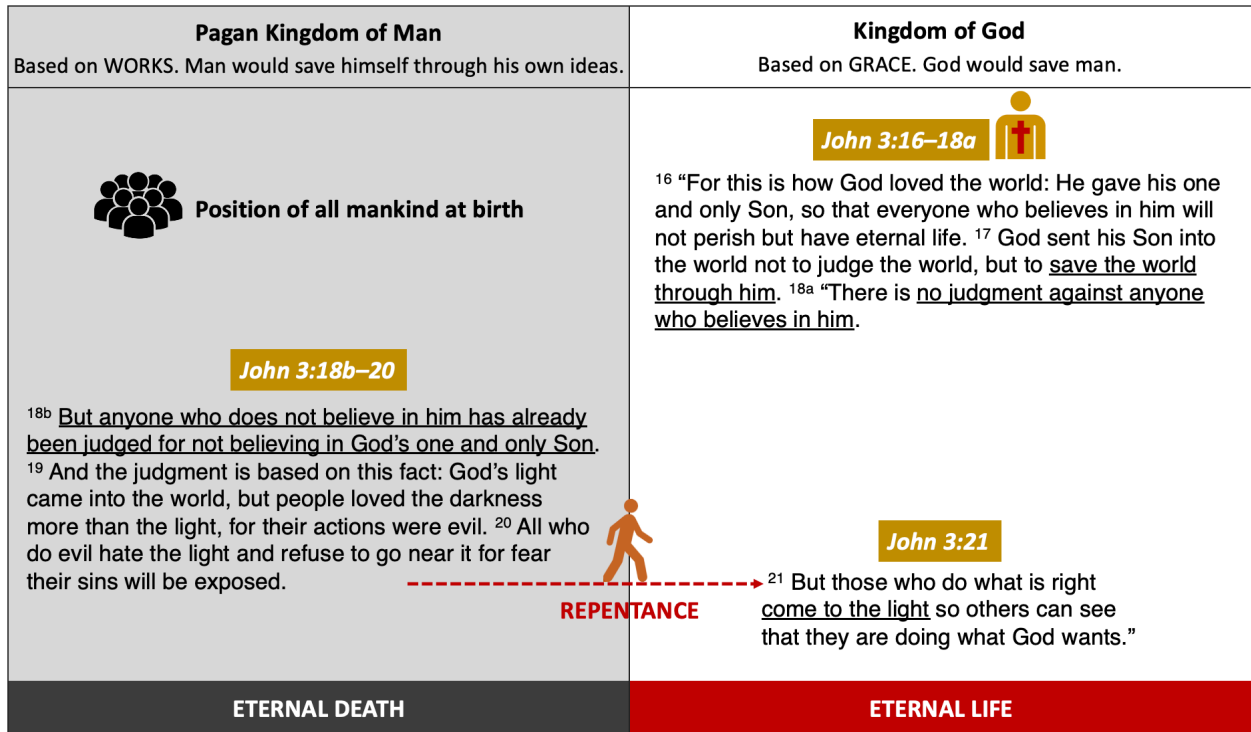 Pagan Kingdom of Man
Based on WORKS. Man would save himself through his own ideas.
Position of all mankind at birth
John 3:18b–20
18b But anyone who does not believe in him has already
been judged for not believing in God’s one and only Son.
19 And the judgment is based on this fact: God’s light
came into the world, but people loved the darkness
more than the light, for their actions were evil. 20 All who
do evil hate the light and refuse to go near it for fear
their sins will be exposed.
REPENTANCE
ETERNAL DEATH
Kingdom of God
Based on GRACE. God would save man.
John 3:16–18a
16 “For this is how God loved the world: He gave his one
and only Son, so that everyone who believes in him will
not perish but have eternal life. 17 God sent his Son into
the world not to judge the world, but to save the world
through him. 18a “There is no judgment against anyone
who believes in him.
John 3:21
21 But those who do what is right
come to the light so others can see
that they are doing what God wants.”
ETERNAL LIFE